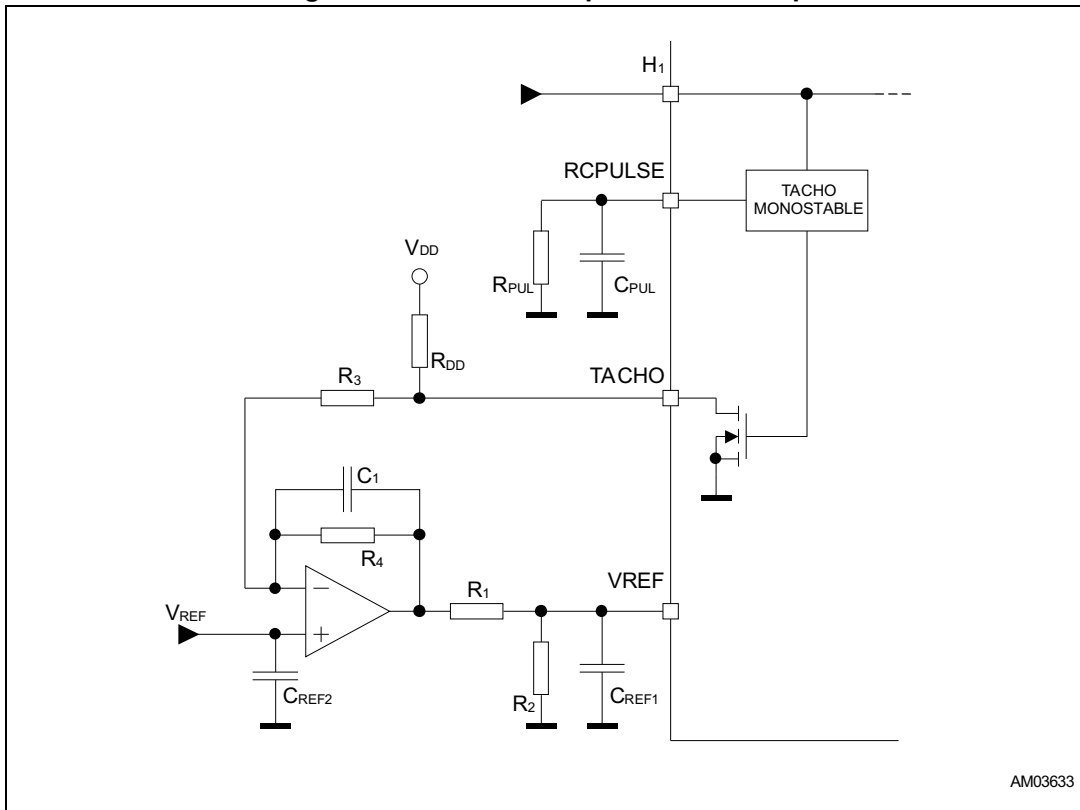 H1
RCPULSE
TACHO
MONOSTABLE
VDD
RPUL
CPUL
RDD
R3
TACHO
C1
R4
VREF
R1
VREF
CREF2
R2
CREF1
AM03633